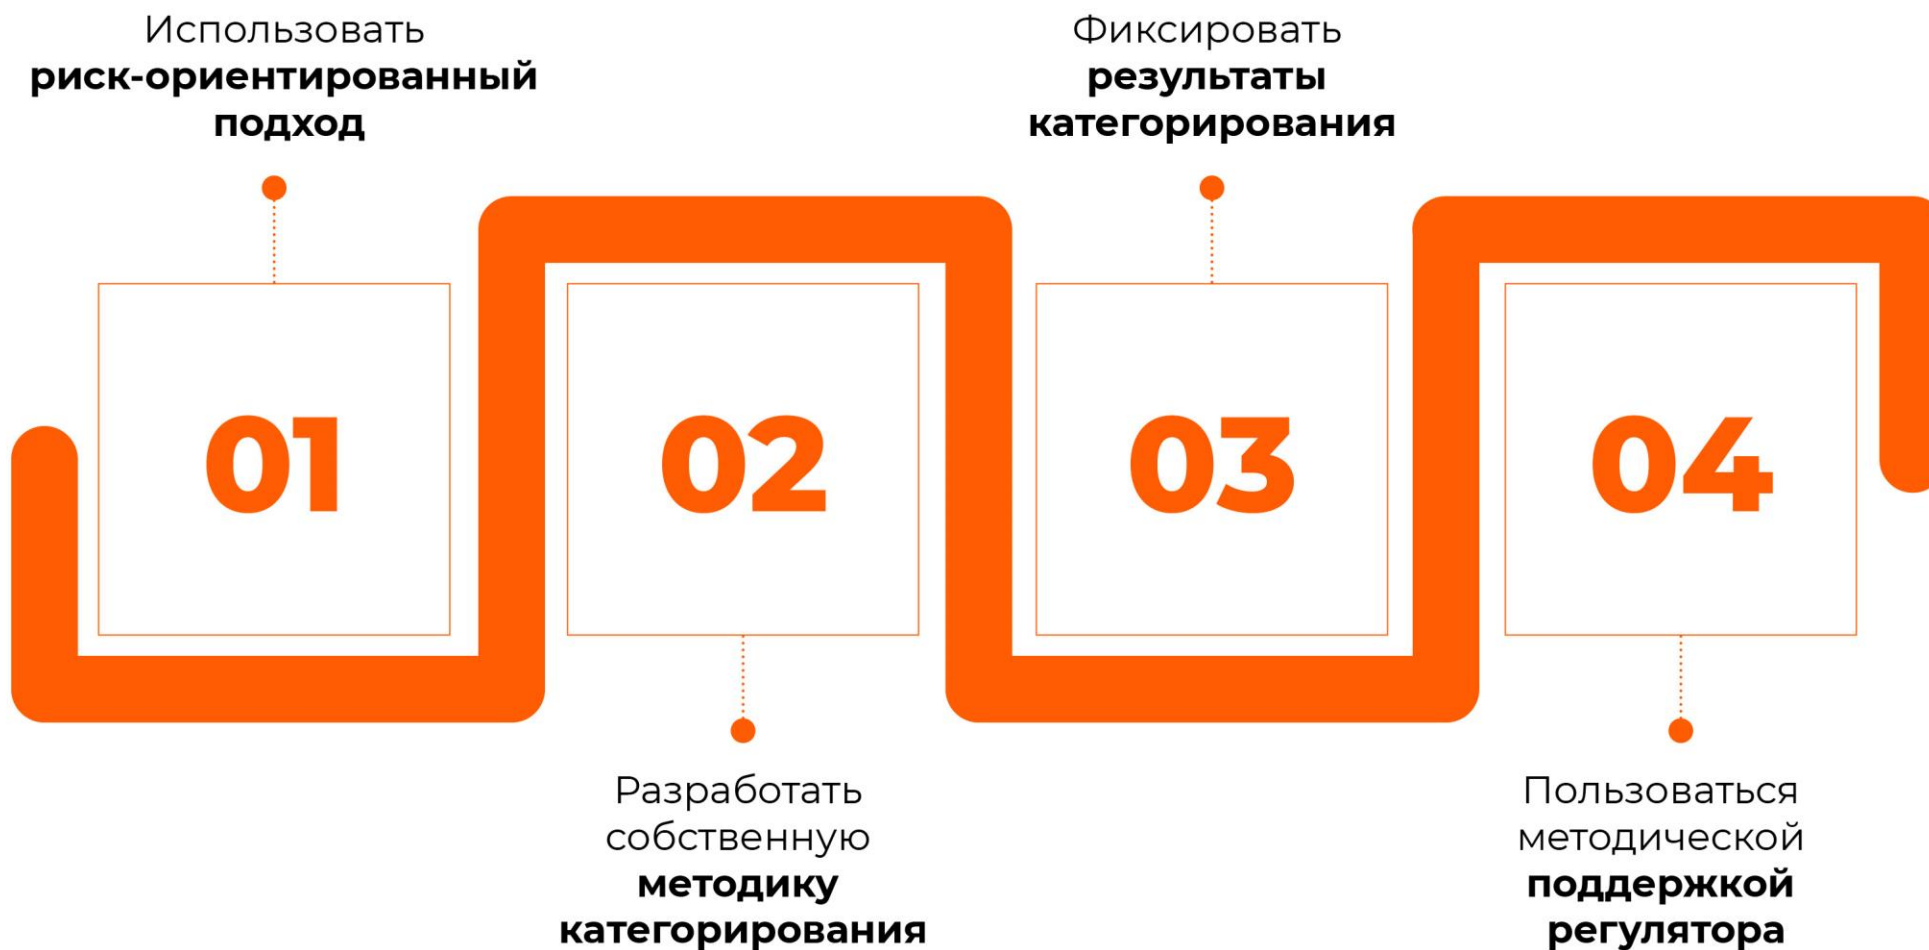 Использовать
риск-ориентированный
подход
Фиксировать
результаты
категорирования
01
02
03
04
Разработать
собственную
методику
категорирования
Пользоваться
методической
поддержкой
регулятора